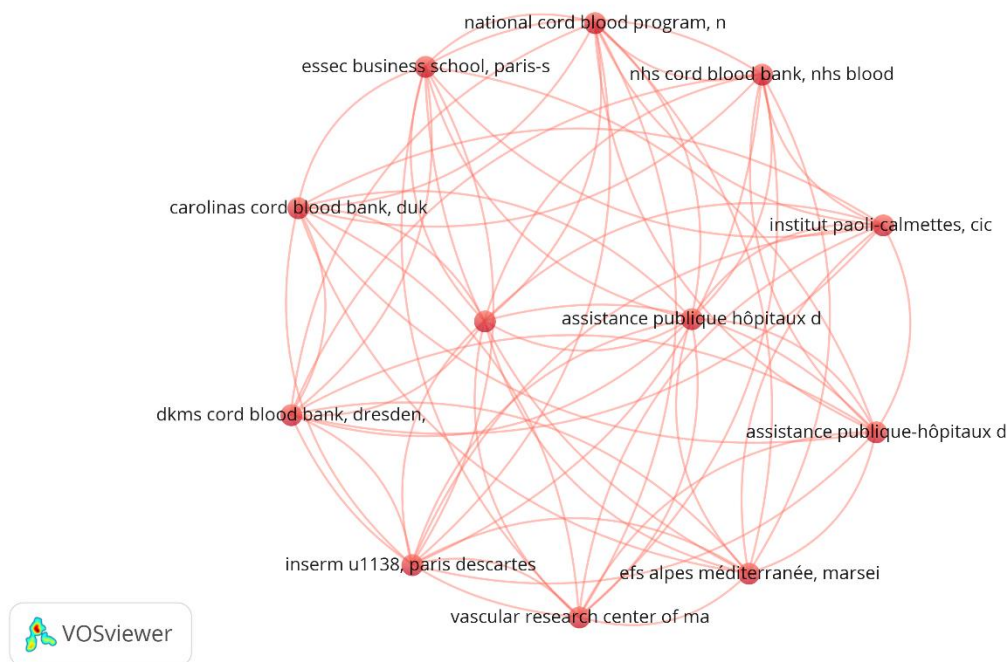 national cord blood program, n
essec business school, paris-s
nhs cord blood bank, nhs blood
carolinas cord blood bank, duk
institut paoli-calmettes, cic
assistance publique hôpitaux d
dkms cord blood bank, dresden,
assistance publique-hôpitaux d
inserm u1138, paris descartes
efs alpes méditerranée, marsei
vascular research center of ma
VOSviewer